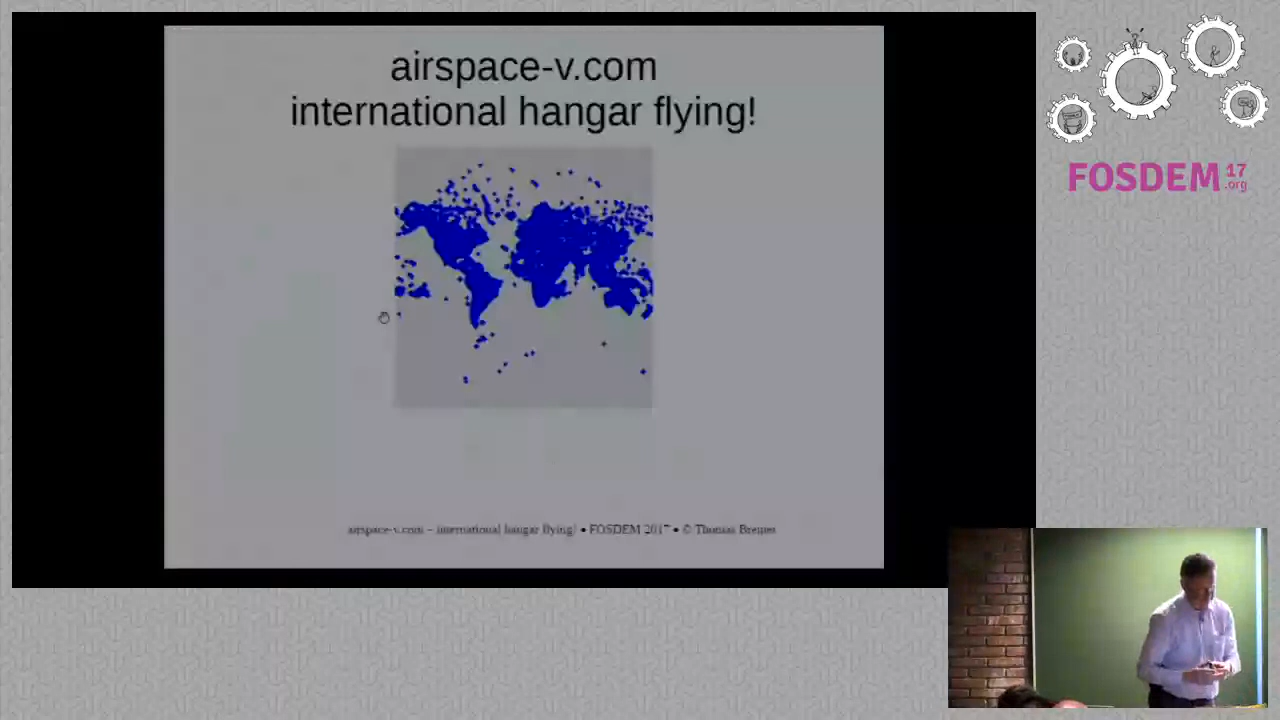 airspace-v.com
international hangar flying!
airspace-v.com – international hangar flying! • FOSDEM 2017 • © Thomas Bremer
FOSDEM 17
.org